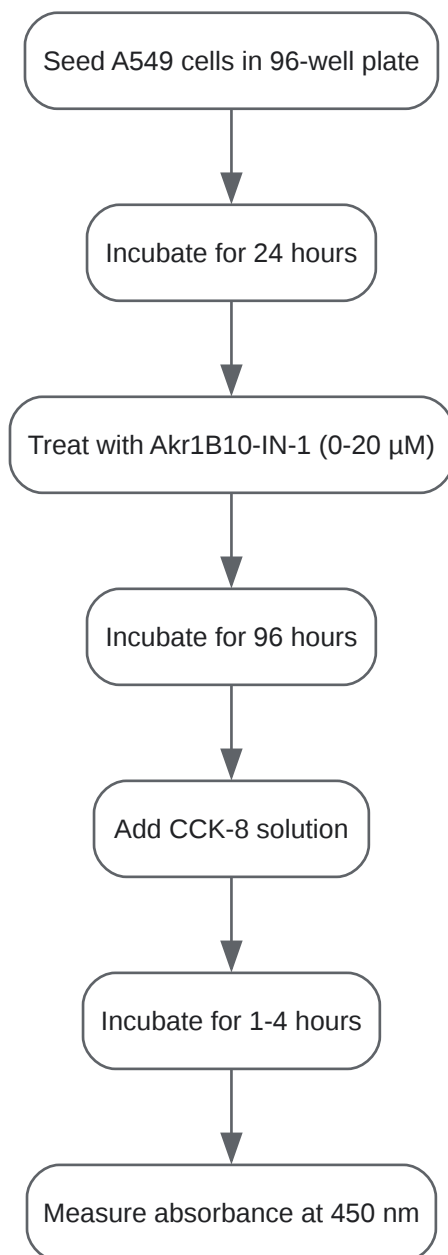 Seed A549 cells in 96-well plate
Incubate for 24 hours
Treat with Akr1B10-IN-1 (0-20 µM)
Incubate for 96 hours
Add CCK-8 solution
Incubate for 1-4 hours
Measure absorbance at 450 nm